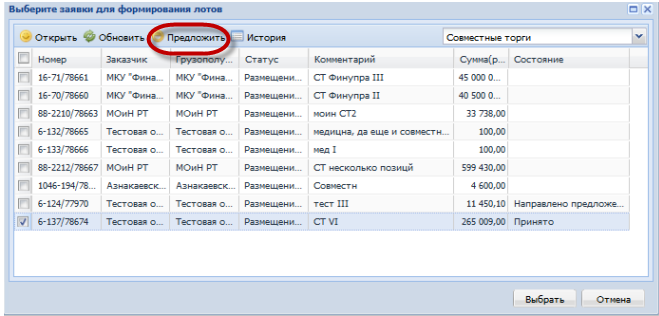 Выберите заявки для формирования лотов
Открыть Обновить Предложить История Совместные торги
Номер Заказчик Грузополу... Статус Комментарий Сумма(р... Состояние
16-71/78661 МКУ "Фина... МКУ "Фина... Размещени... СТ Финупра III 45 000 0...
16-70/78660 МКУ "Фина... МКУ "Фина... Размещени... СТ Финупра II 40 500 0...
88-2210/78663 МОиН РТ МОиН РТ Размещени... моин СТ2 33 738,00
6-132/78665 Тестовая о... Тестовая о... Размещени... медицна, да еще и совместн... 100,00
6-133/78666 Тестовая о... Тестовая о... Размещени... мед I 100,00
88-2212/78667 МОиН РТ МОиН РТ Размещени... СТ несколько позицй 599 430,00
1046-194/78... Азнакаевск... Азнакаевск... Размещени... Совместн 4 600,00
6-124/77970 Тестовая о... Тестовая о... Размещени... тест III 11 450,10 Направлено предложе...
6-137/78674 Тестовая о... Тестовая о... Размещени... СТ VI 265 009,00 Принято
Выбрать Отмена